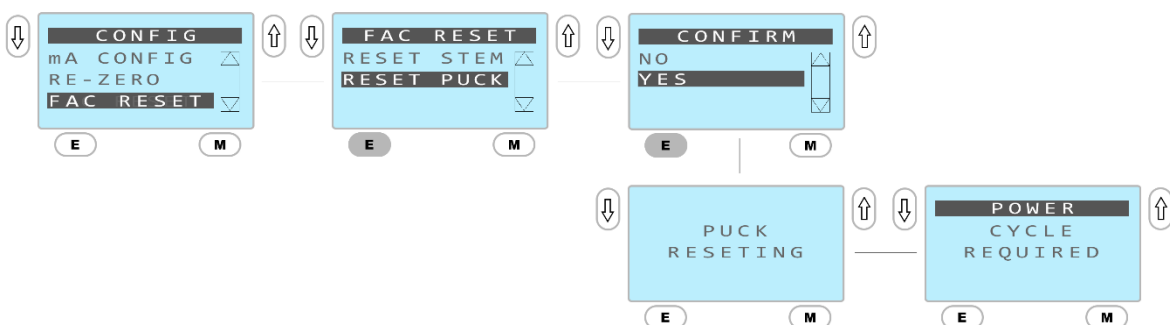 CONFIG
mA CONFIG
RE-ZERO
FAC RESET
E M
FAC RESET
RESET STEM
RESET PUCK
E M
CONFIRM
NO
YES
E M
PUCK
RESETING
E M
POWER
CYCLE
REQUIRED
E M